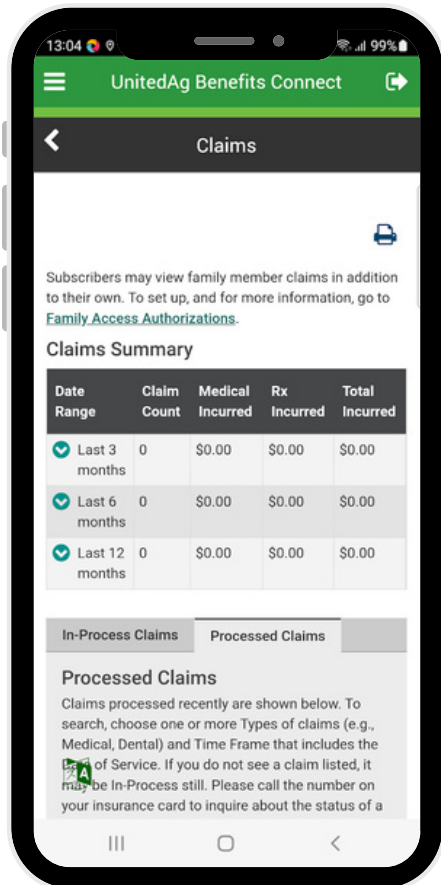 13:04 99%
UnitedAg Benefits Connect
Claims
Subscribers may view family member claims in addition
to their own. To set up, and for more information, go to
Family Access Authorizations.
Claims Summary
Date Range Claim Count Medical Incurred Rx Incurred Total Incurred
Last 3 months 0 $0.00 $0.00 $0.00
Last 6 months 0 $0.00 $0.00 $0.00
Last 12 months 0 $0.00 $0.00 $0.00
In-Process Claims Processed Claims
Processed Claims
Claims processed recently are shown below. To
search, choose one or more Types of claims (e.g.,
Medical, Dental) and Time Frame that includes the
of Service. If you do not see a claim listed, it
may be In-Process still. Please call the number on
your insurance card to inquire about the status of a